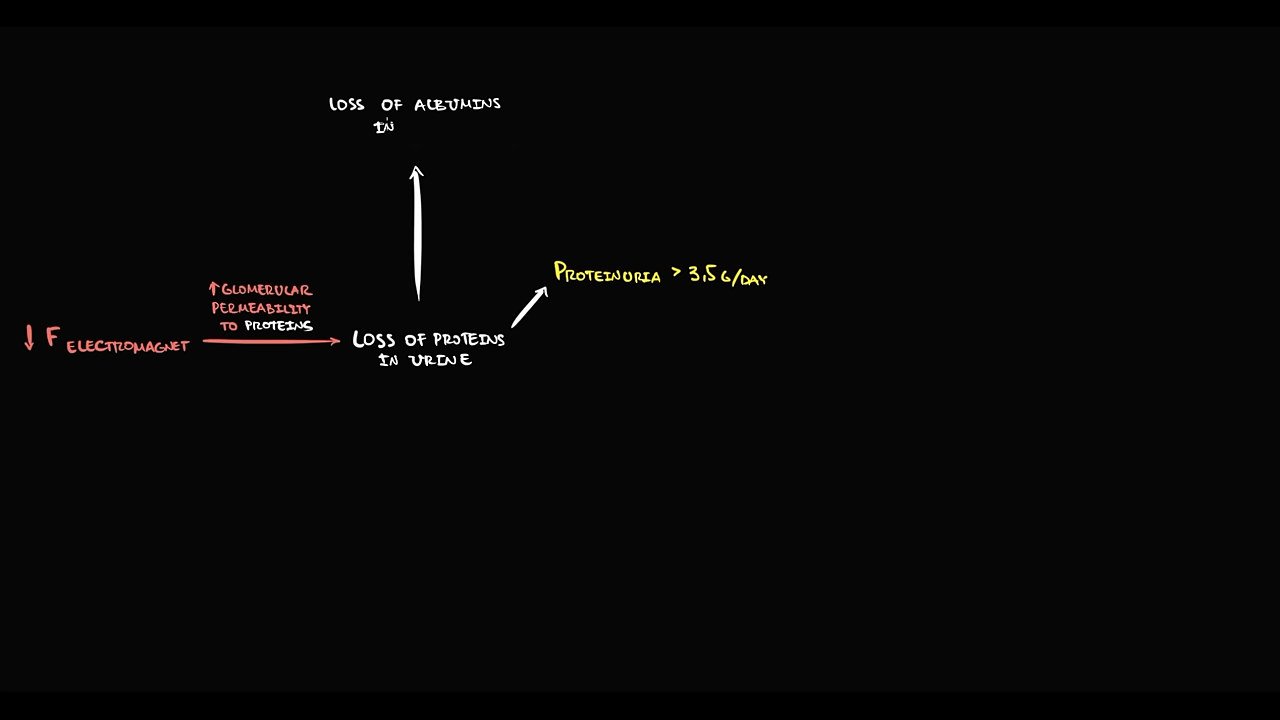 LOSS OF ALBUMINS
IN
PROTEINURIA > 3,5 G/DAY
↑ GLOMERULAR
PERMEABILITY
TO PROTEINS
↓ F ELECTROMAGNET
LOSS OF PROTEINS
IN URINE